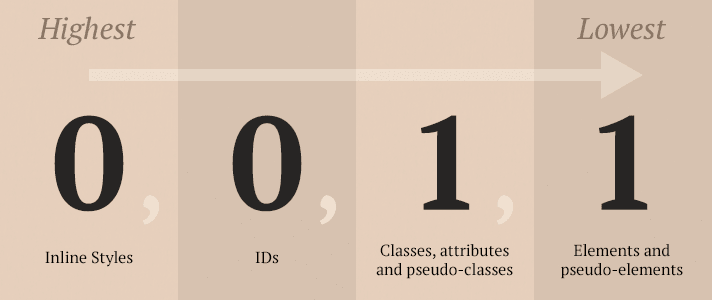 Highest Lowest
0, 0, 1, 1
Inline Styles
IDs
Classes, attributes
and pseudo-classes
Elements and
pseudo-elements